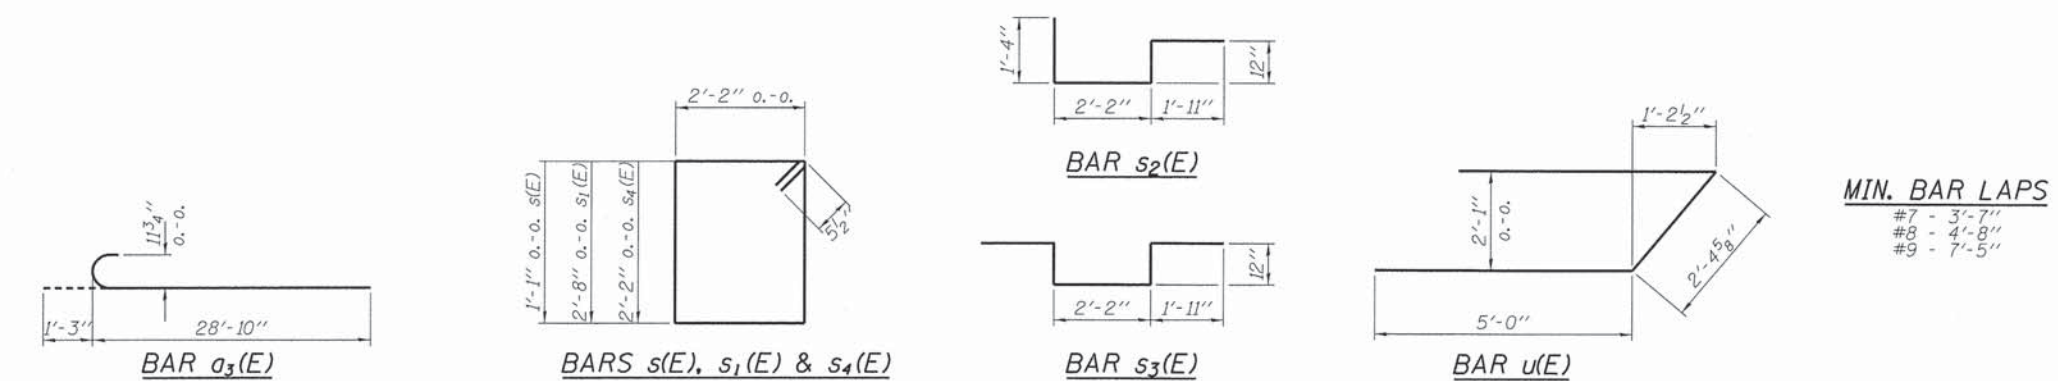 11¾" o.-o.
1'-3"
28'-10"
BAR a3(E)
2'-2" o.-o.
1'-1" o.-o. s(E)
2'-8" o.-o. s1(E)
2'-2" o.-o. s4(E)
5½"
BARS s(E), s1(E) & s4(E)
1'-4"
12"
2'-2"
1'-11"
BAR s2(E)
12"
2'-2"
1'-11"
BAR s3(E)
1'-2½"
2'-1" o.-o.
2'-4⅝"
5'-0"
BAR u(E)
MIN. BAR LAPS
#7 - 3'-7"
#8 - 4'-8"
#9 - 7'-5"